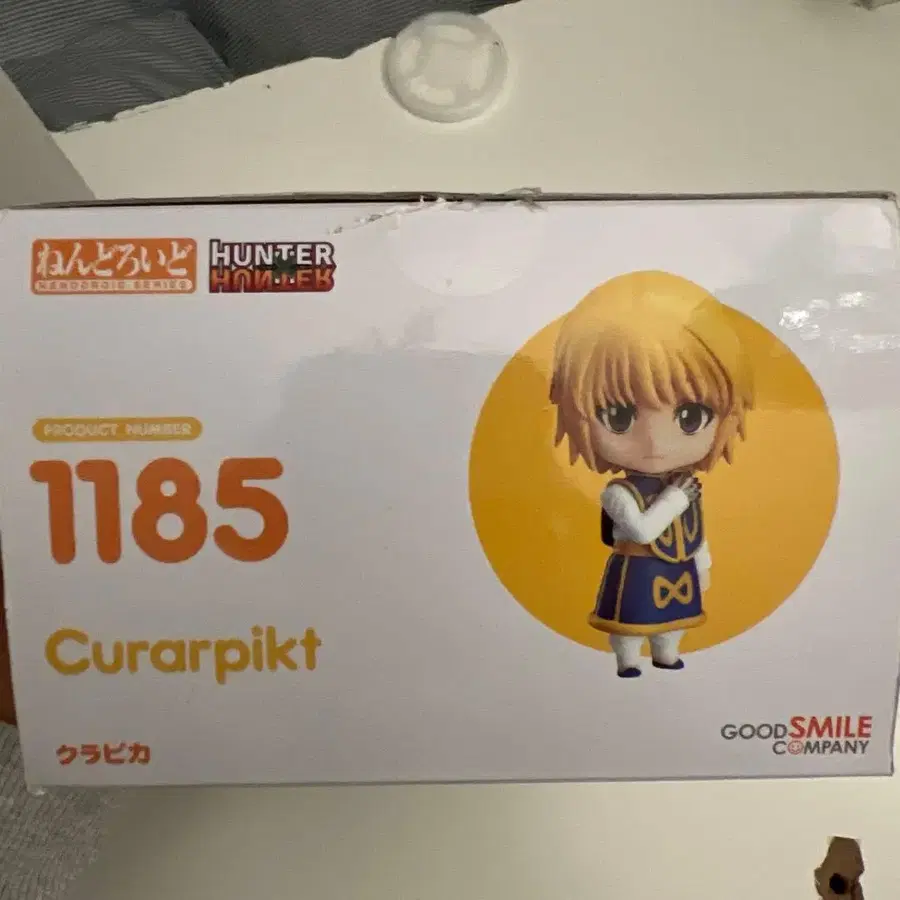 ねんどろいど
NENDOROID SERIES
HUNTER
HUNTER
PRODUCT NUMBER
1185
Curarpikt
クラピカ
GOOD SMILE
COMPANY